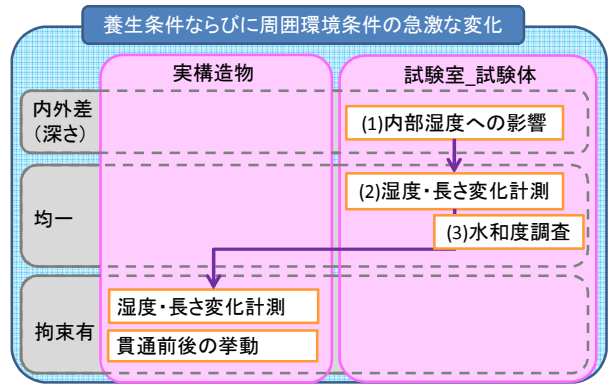 養生条件ならびに周囲環境条件の急激な変化
実構造物
試験室_試験体
内外差
(深さ)
(1)内部湿度への影響
均一
(2)湿度・長さ変化計測
(3)水和度調査
拘束有
湿度・長さ変化計測
貫通前後の挙動